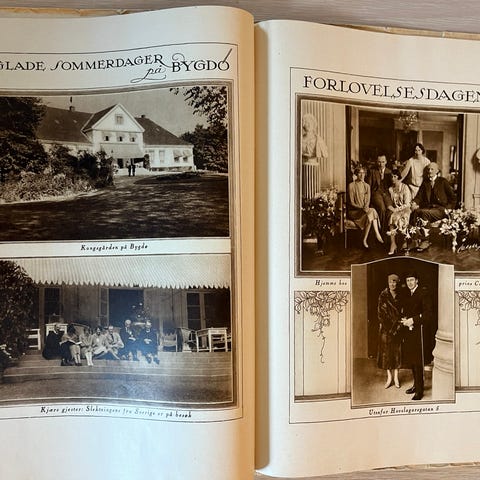 GLADE SOMMERDAGER på BYGDØ
Kongsgården på Bygdø
Kjære gjester: Slektningene fra Sverige er på besøk
FORLOVELSESDAGEN
Hjemme hos
prins C
Utenfor Hovslagaregatan 5